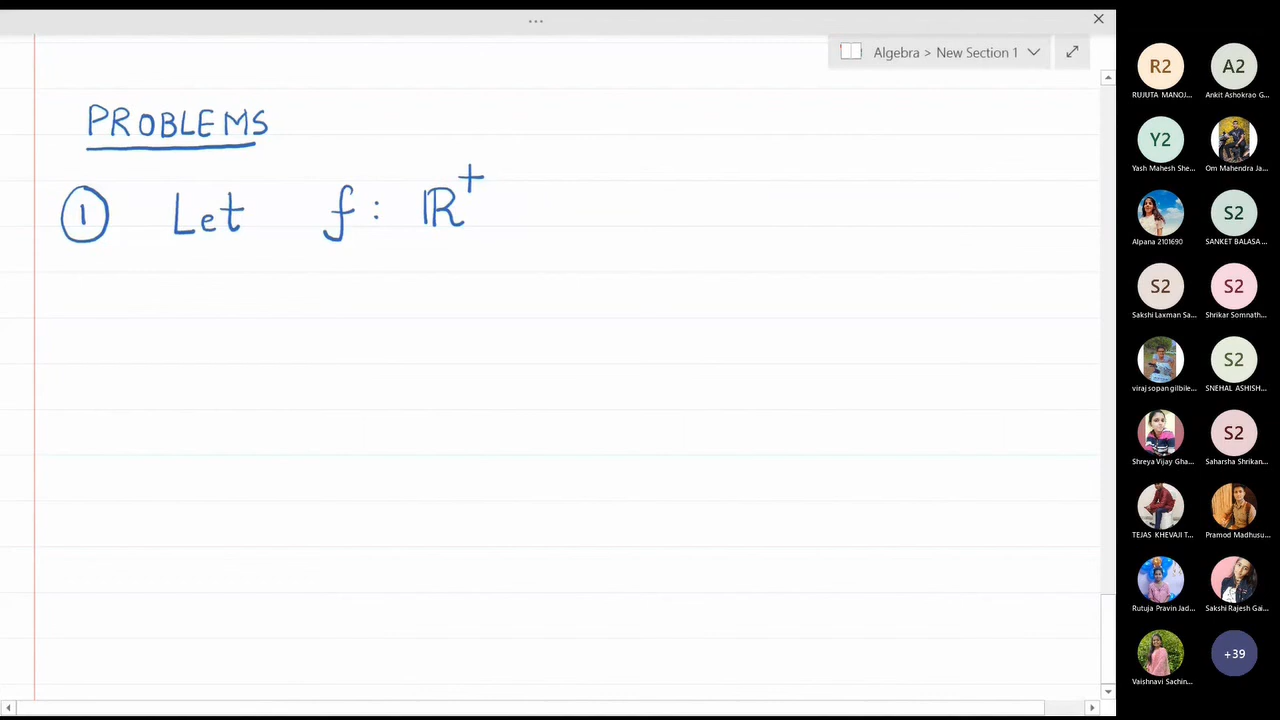 ...
Algebra > New Section 1
PROBLEMS
① Let f: ℝ⁺
R2
A2
RUJUTA MANOJ...
Ankit Ashokrao G...
Y2
Yash Mahesh She...
Om Mahendra Ja...
S2
Alpana 2101690
SANKET BALASA...
S2
S2
Sakshi Laxman Sa...
Shrikar Somnath...
S2
viraj sopan gilbile...
SNEHAL ASHISH...
S2
Shreya Vijay Gha...
Saharsha Shrikan...
TEJAS KHEVAJI T...
Pramod Madhusu...
Rutuja Pravin Jad...
Sakshi Rajesh Gai...
+39
Vaishnavi Sachin...